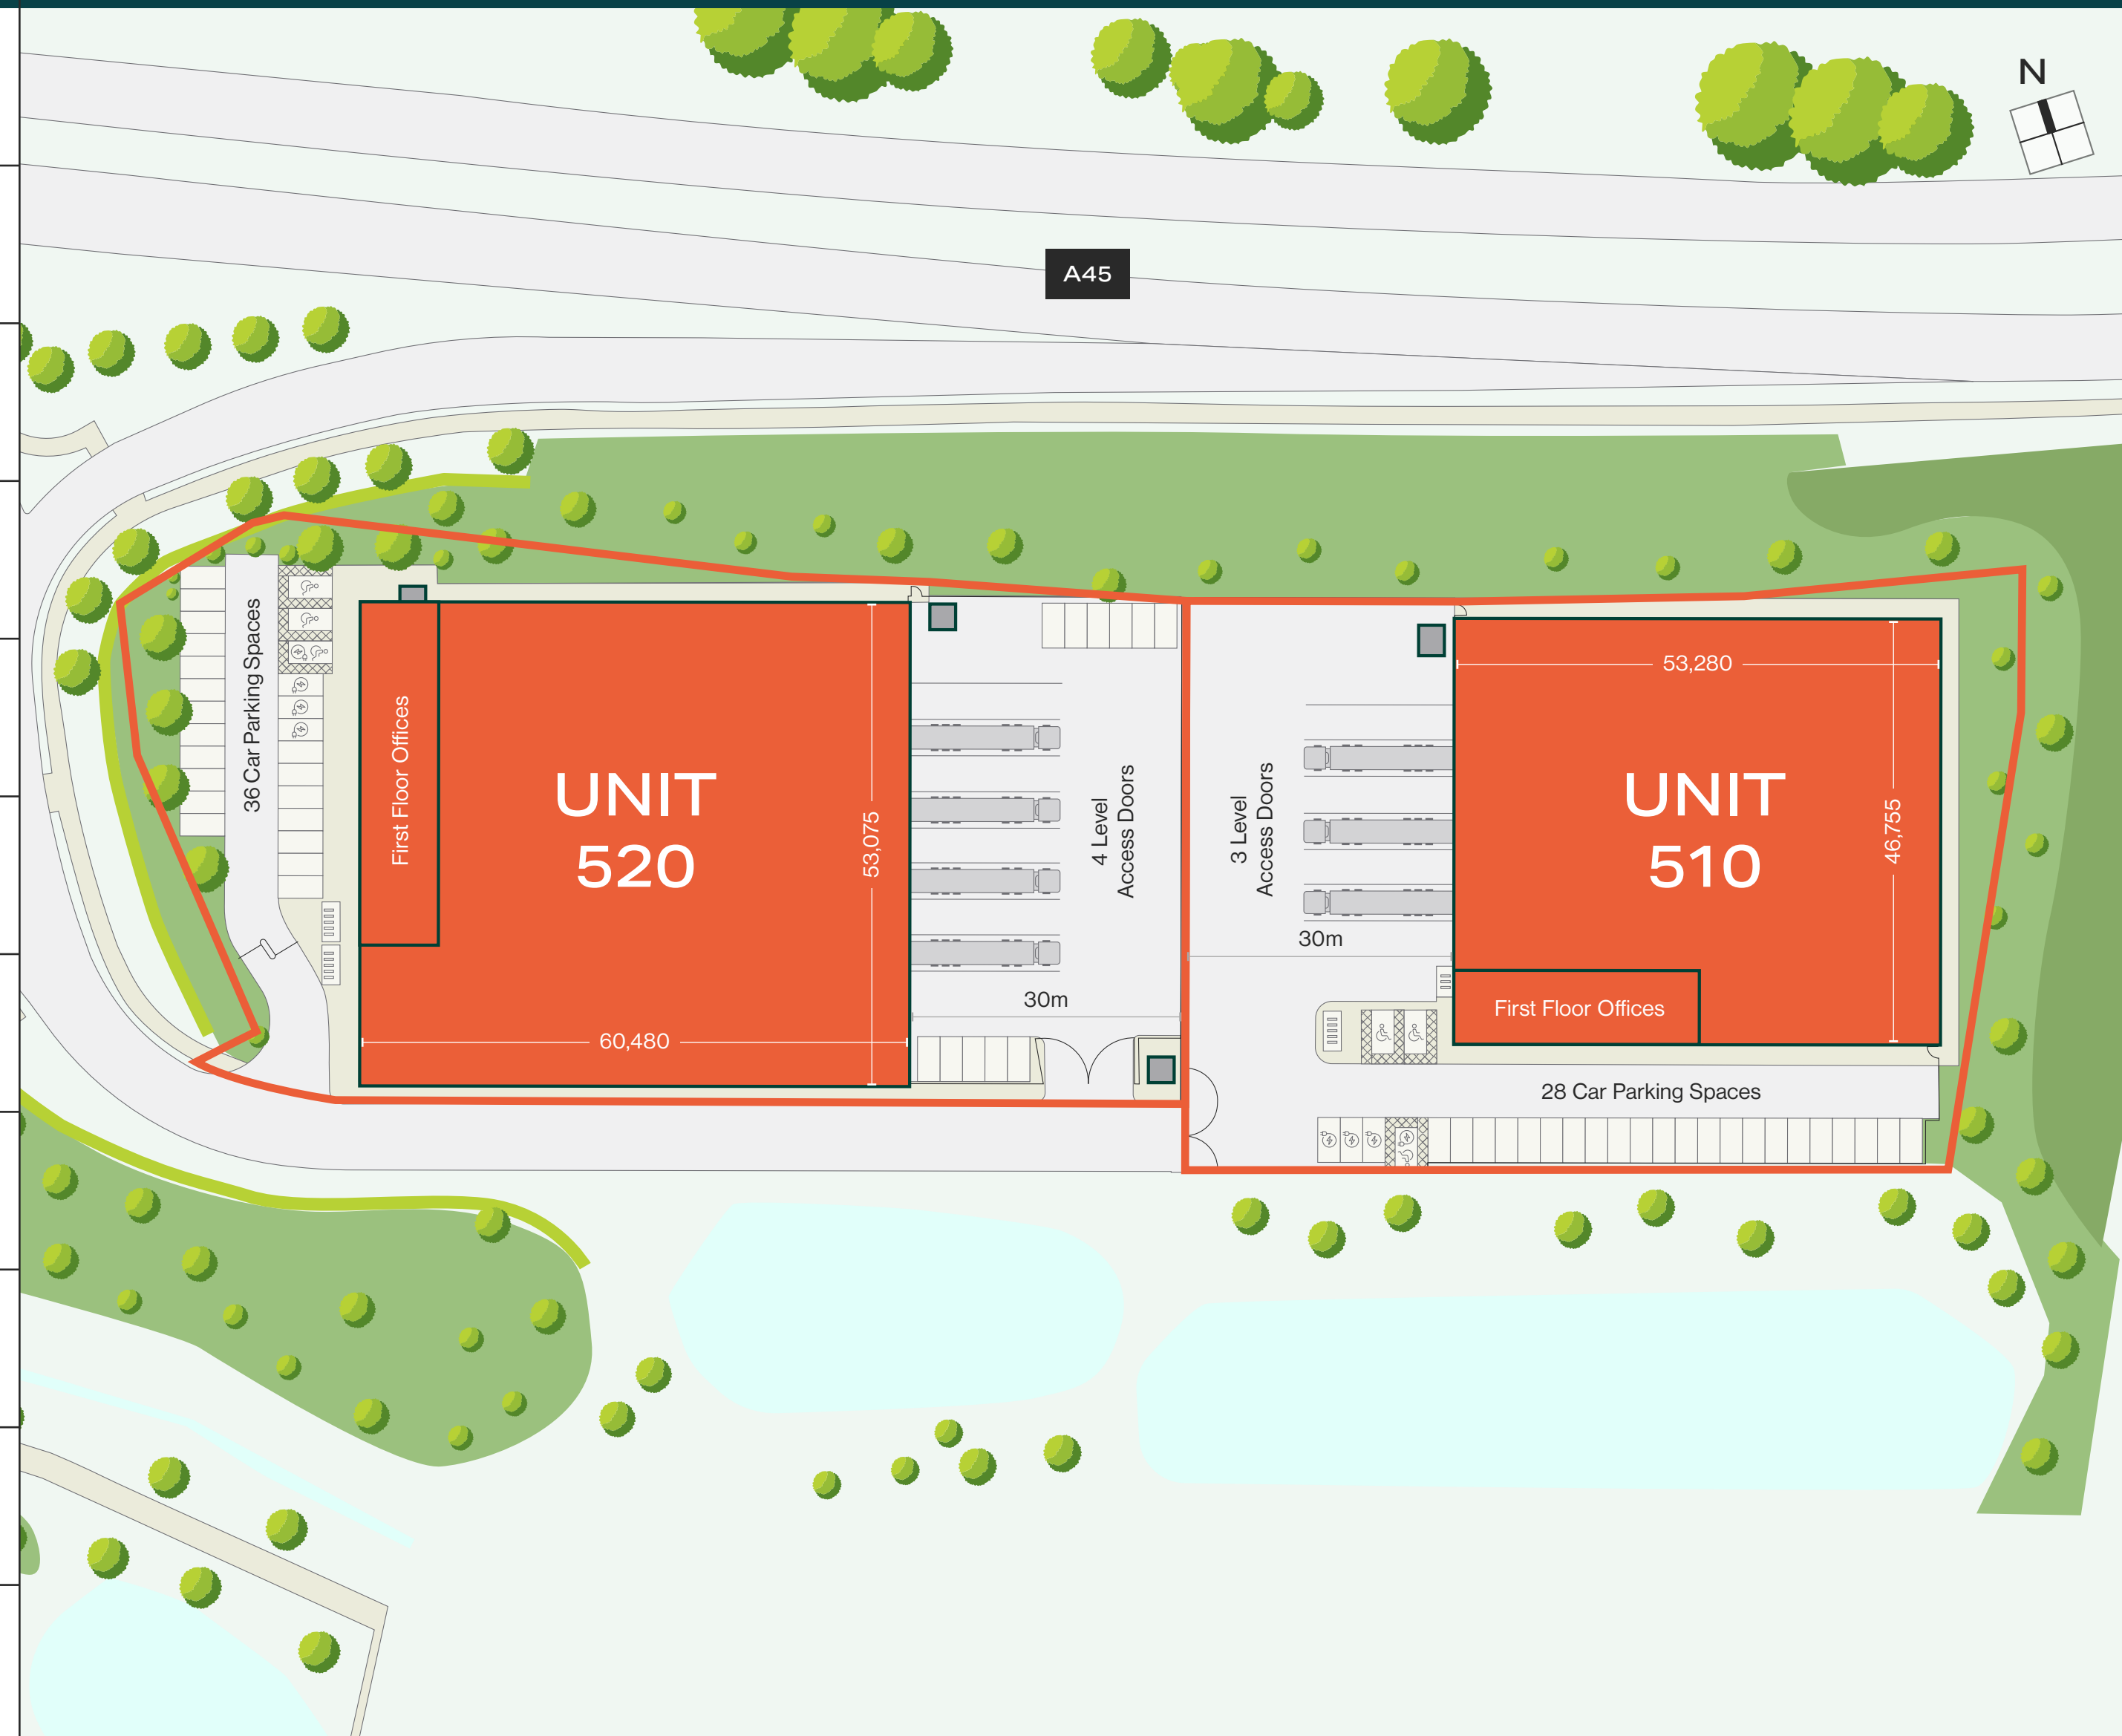 N
A45
36 Car Parking Spaces
First Floor Offices
UNIT
520
53,075
60,480
4 Level
Access Doors
30m
3 Level
Access Doors
30m
53,280
UNIT
510
46,755
First Floor Offices
28 Car Parking Spaces